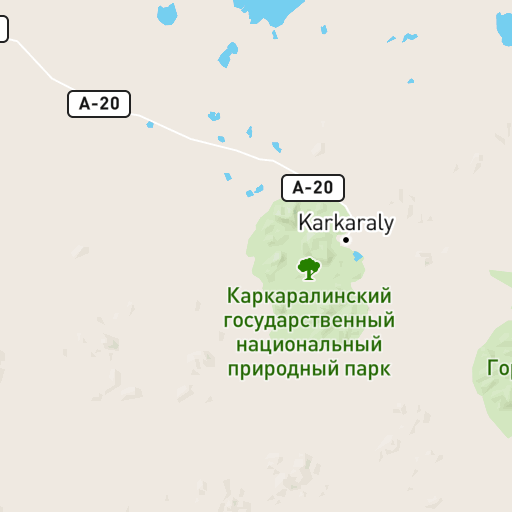 A-20
A-20
Karkaraly
Каркаралинский
государственный
национальный
природный парк
Гор